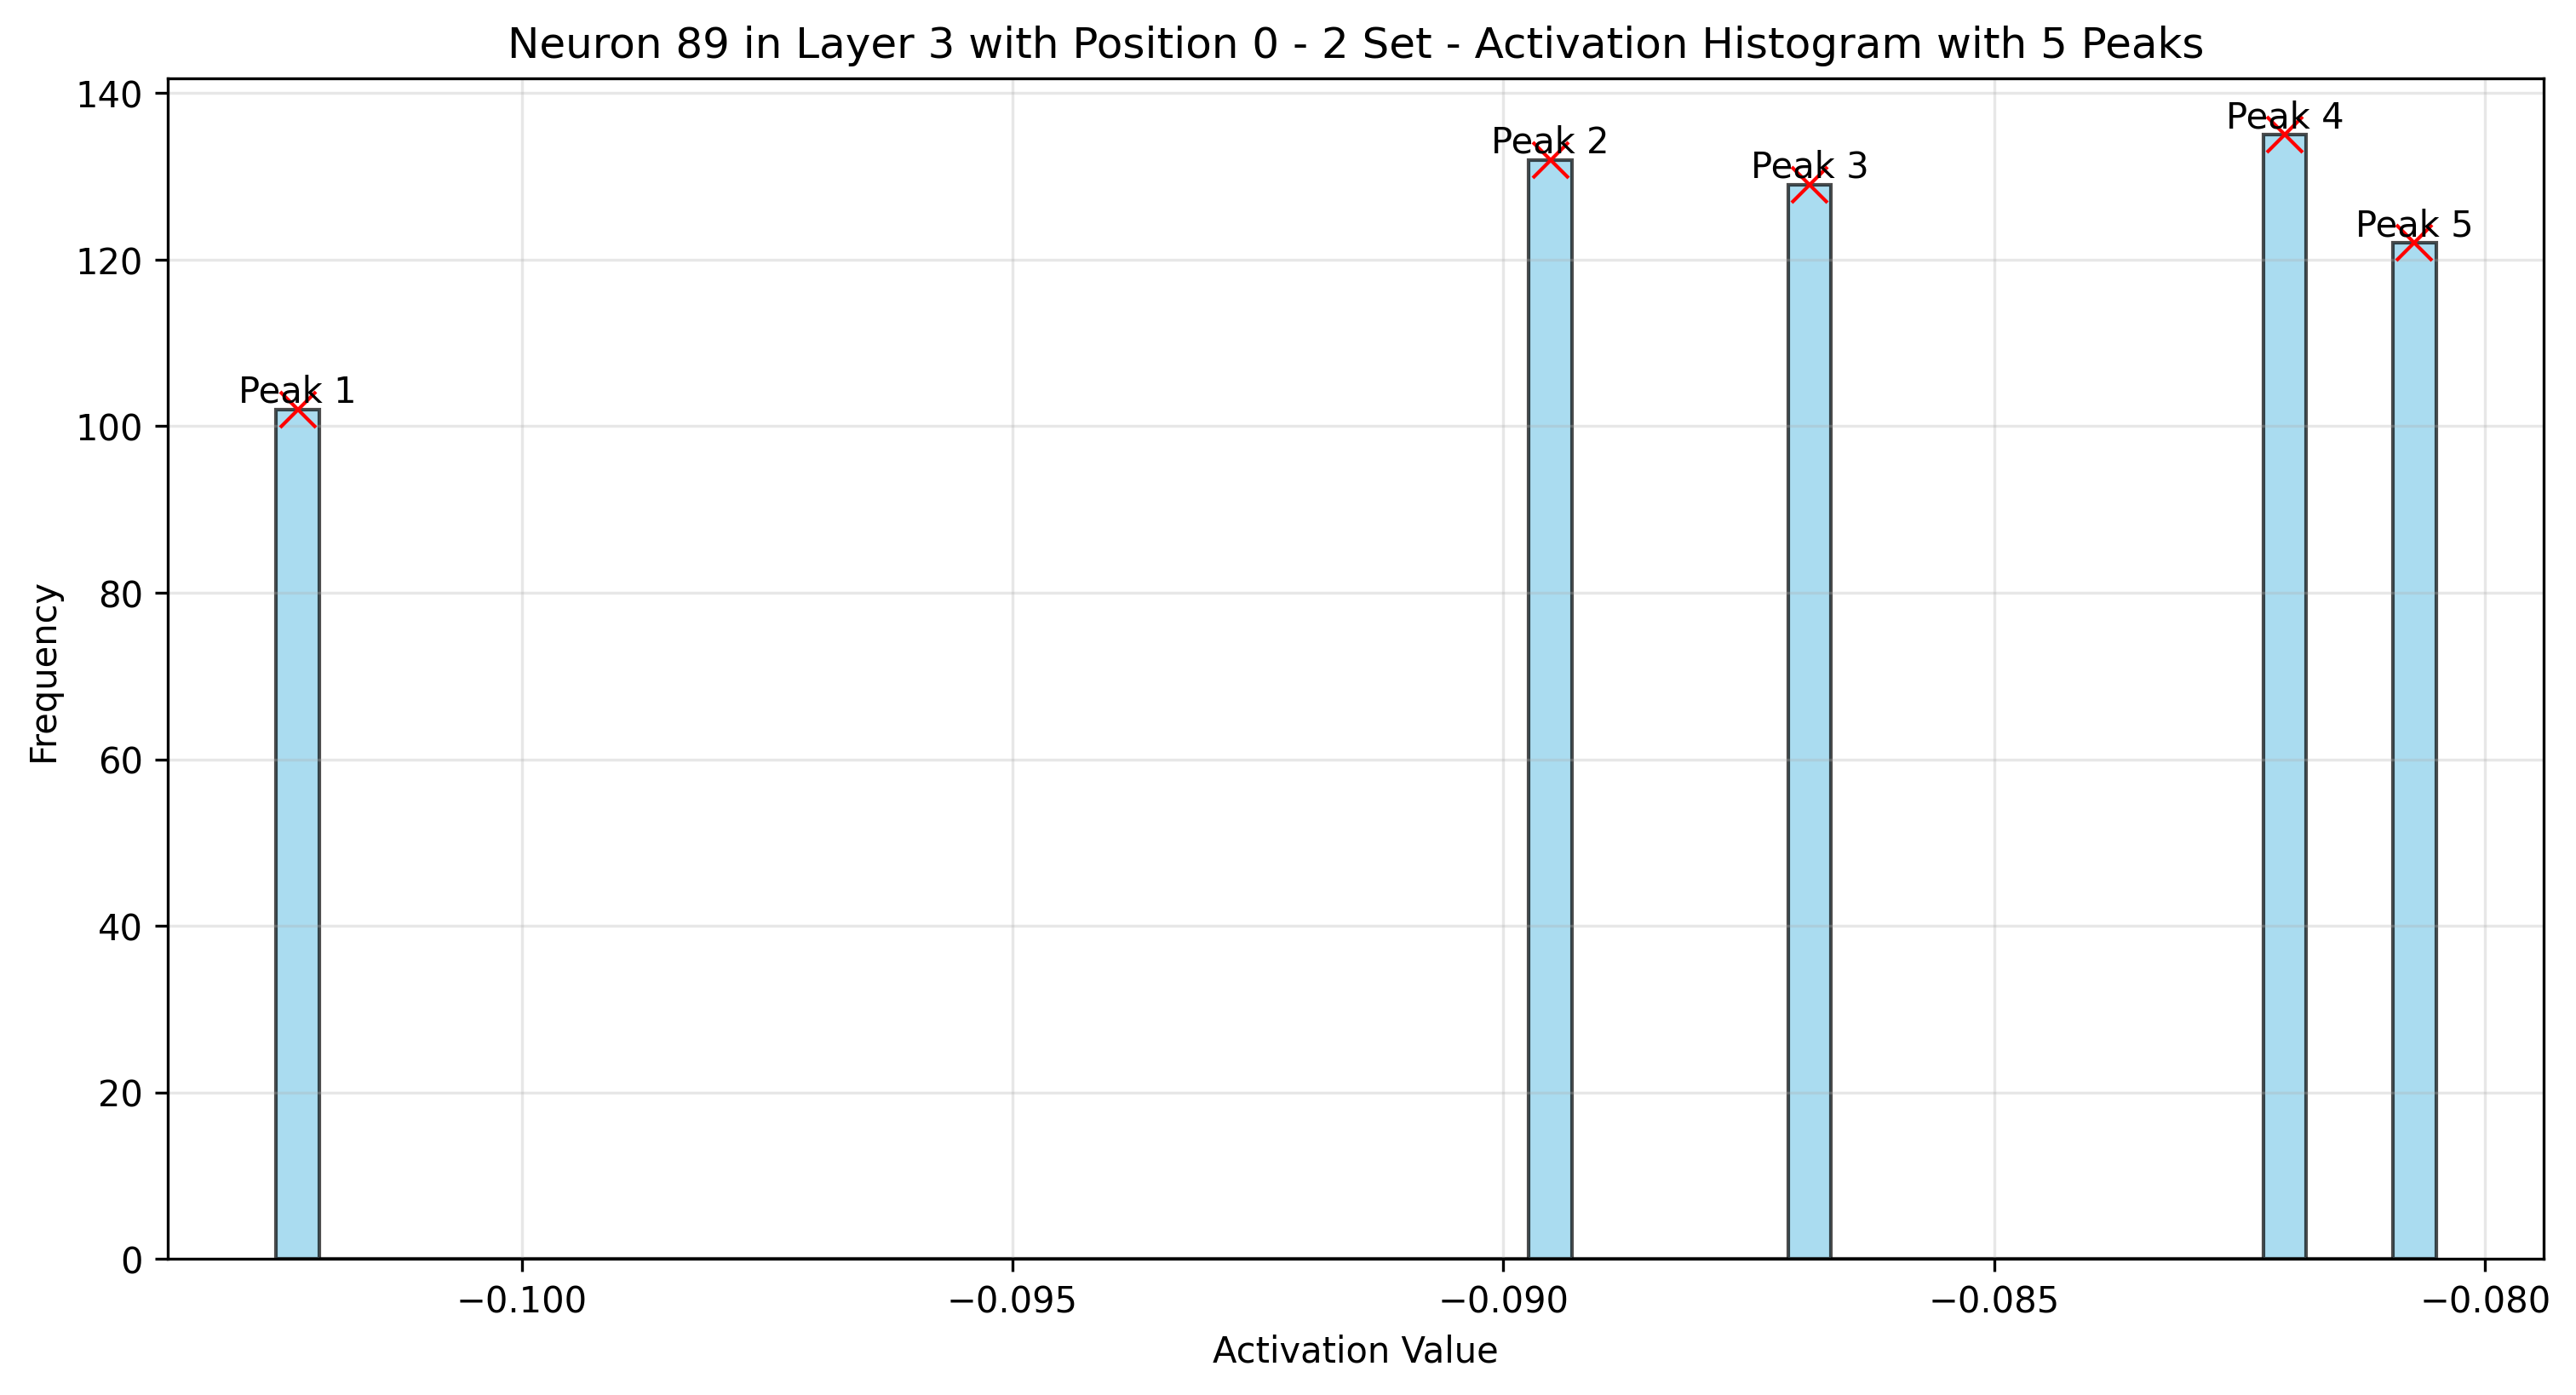 Neuron 89 in Layer 3 with Position 0 - 2 Set - Activation Histogram with 5 Peaks
140
120
100
80
60
40
20
0
Frequency
Peak 1
Peak 2
Peak 3
Peak 4
Peak 5
−0.100
−0.095
−0.090
−0.085
−0.080
Activation Value